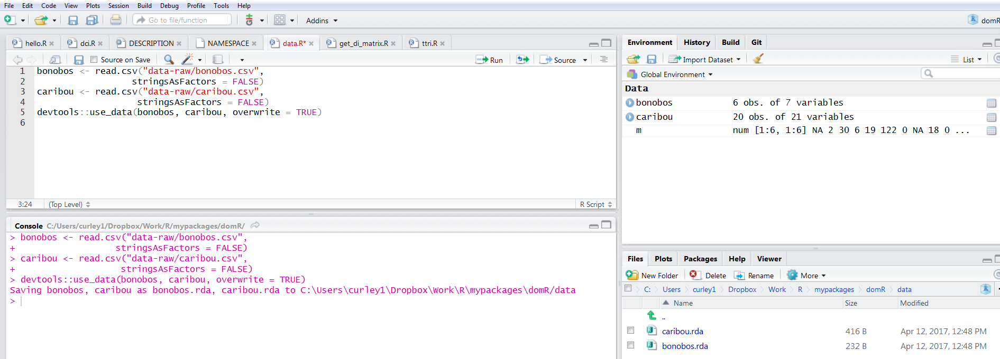 File Edit Code View Plots Session Build Debug Profile Tools Help
Go to file/function Addins domR
hello.R dci.R DESCRIPTION NAMESPACE data.R* get_di_matrix.R ttri.R
Source on Save Run Source
1 bonobos <- read.csv("data-raw/bonobos.csv",
2 stringsAsFactors = FALSE)
3 caribou <- read.csv("data-raw/caribou.csv",
4 stringsAsFactors = FALSE)
5 devtools::use_data(bonobos, caribou, overwrite = TRUE)
6
3:24 (Top Level) R Script
Console C:/Users/curley1/Dropbox/Work/R/mypackages/domR/
> bonobos <- read.csv("data-raw/bonobos.csv",
+ stringsAsFactors = FALSE)
> caribou <- read.csv("data-raw/caribou.csv",
+ stringsAsFactors = FALSE)
> devtools::use_data(bonobos, caribou, overwrite = TRUE)
Saving bonobos, caribou as bonobos.rda, caribou.rda to C:\Users\curley1\Dropbox\Work\R\mypackages\domR/data
>
Environment History Build Git
Import Dataset List
Global Environment
Data
bonobos 6 obs. of 7 variables
caribou 20 obs. of 21 variables
m num [1:6, 1:6] NA 2 30 6 19 122 0 NA 18 0 ...
Files Plots Packages Help Viewer
New Folder Delete Rename More
C: Users curley1 Dropbox Work R mypackages domR data
Name Size Modified
..
caribou.rda 416 B Apr 12, 2017, 12:48 PM
bonobos.rda 232 B Apr 12, 2017, 12:48 PM